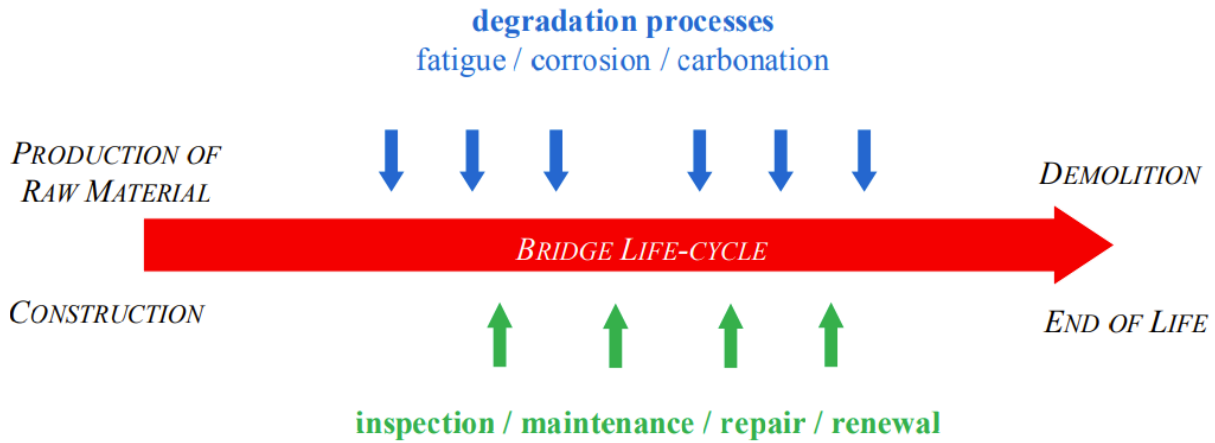 degradation processes
fatigue / corrosion / carbonation
PRODUCTION OF
RAW MATERIAL
DEMOLITION
BRIDGE LIFE-CYCLE
CONSTRUCTION
END OF LIFE
inspection / maintenance / repair / renewal